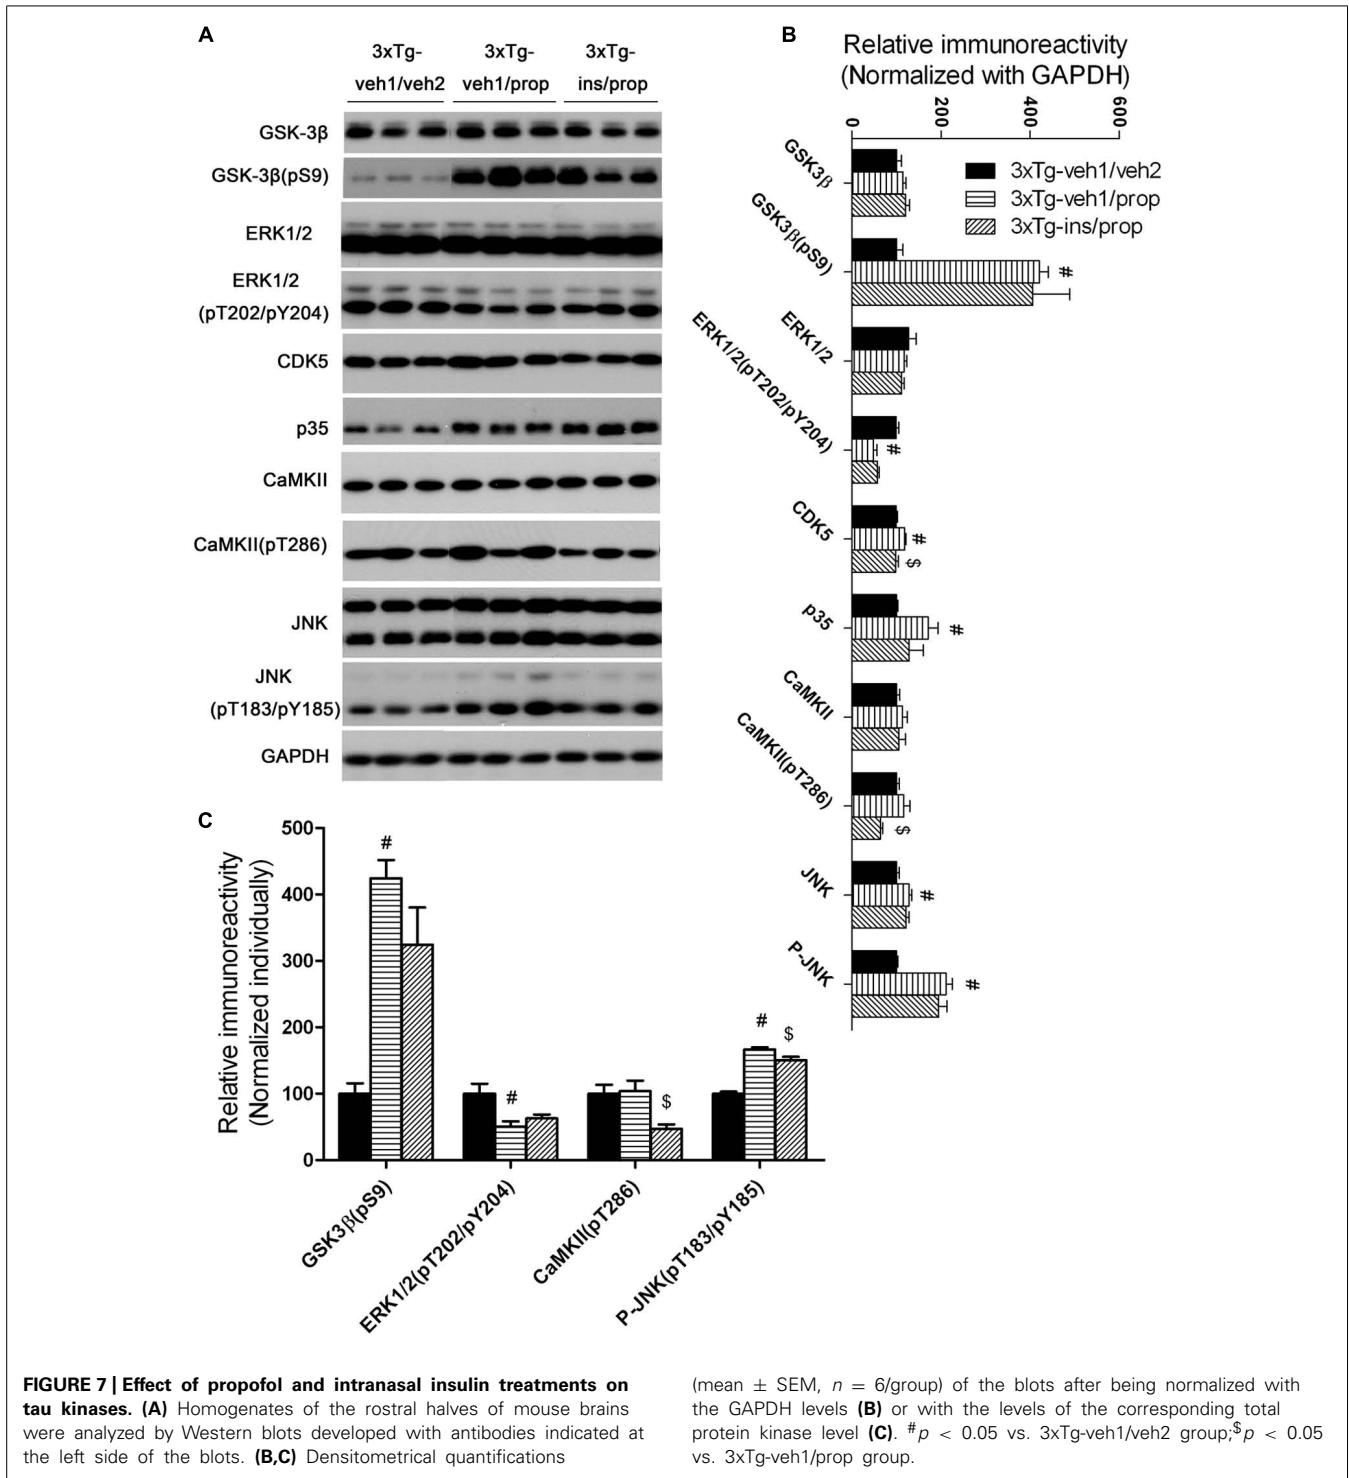 A
3xTg-
veh1/veh2
3xTg-
veh1/prop
3xTg-
ins/prop
GSK-3β
GSK-3β(pS9)
ERK1/2
ERK1/2
(pT202/pY204)
CDK5
p35
CaMKII
CaMKII(pT286)
JNK
JNK
(pT183/pY185)
GAPDH
B
Relative immunoreactivity
(Normalized with GAPDH)
0
200
400
600
3xTg-veh1/veh2
3xTg-veh1/prop
3xTg-ins/prop
GSK3β
GSK3β(pS9)
#
ERK1/2
ERK1/2(pT202/pY204)
#
CDK5
#
$
p35
#
CaMKII
CaMKII(pT286)
$
JNK
#
P-JNK
#
C
Relative immunoreactivity
(Normalized individually)
500
400
300
200
100
0
#
#
$
#
$
GSK3β(pS9)
ERK1/2(pT202/pY204)
CaMKII(pT286)
P-JNK(pT183/pY185)
FIGURE 7 | Effect of propofol and intranasal insulin treatments on
tau kinases. (A) Homogenates of the rostral halves of mouse brains
were analyzed by Western blots developed with antibodies indicated at
the left side of the blots. (B,C) Densitometrical quantifications
(mean ± SEM, n = 6/group) of the blots after being normalized with
the GAPDH levels (B) or with the levels of the corresponding total
protein kinase level (C). #p < 0.05 vs. 3xTg-veh1/veh2 group;$p < 0.05
vs. 3xTg-veh1/prop group.